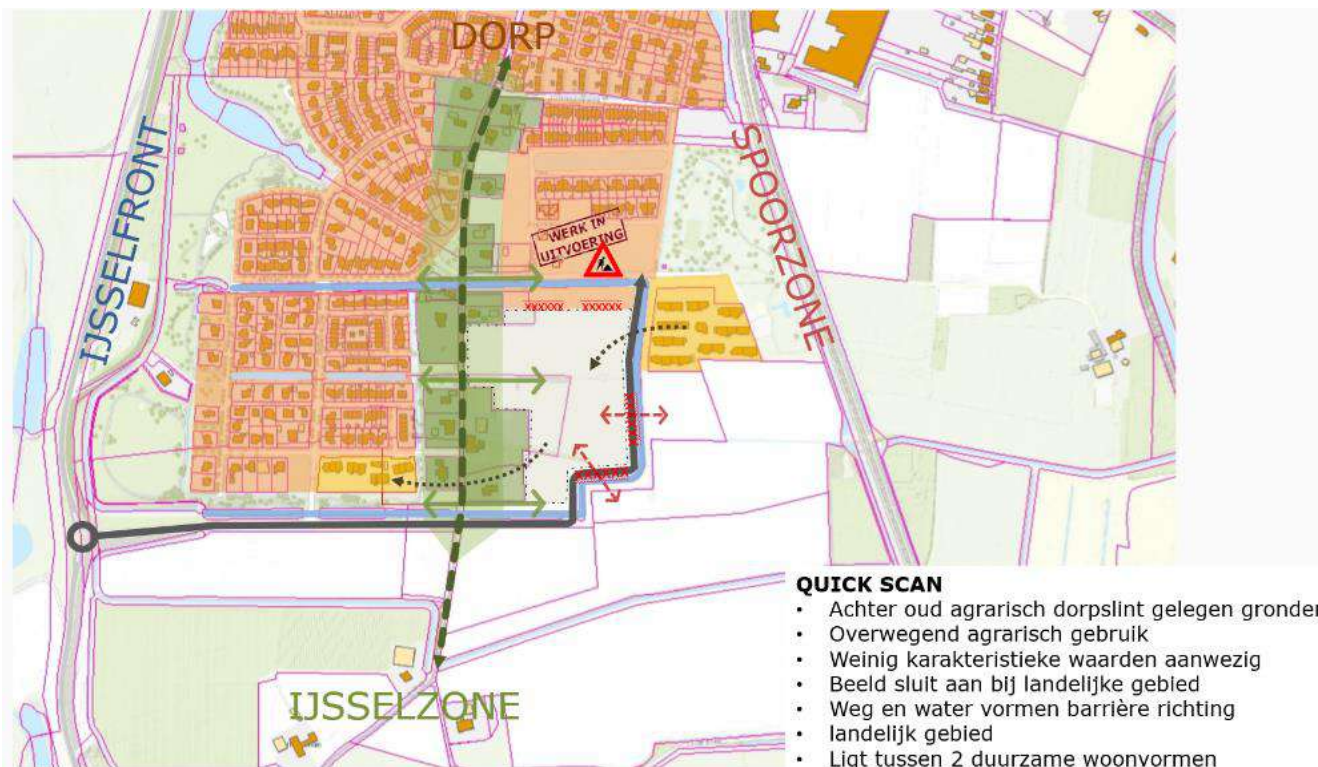 DORP
IJSSELFRONT
SPOORZONE
WERK IN
UITVOERING
XXXXXX XXXXXX
XXXXXXXX
XXXXXXXX
IJSSELZONE
QUICK SCAN
• Achter oud agrarisch dorpslint gelegen gronden
• Overwegend agrarisch gebruik
• Weinig karakteristieke waarden aanwezig
• Beeld sluit aan bij landelijke gebied
• Weg en water vormen barrière richting
• landelijk gebied
• Ligt tussen 2 duurzame woonvormen